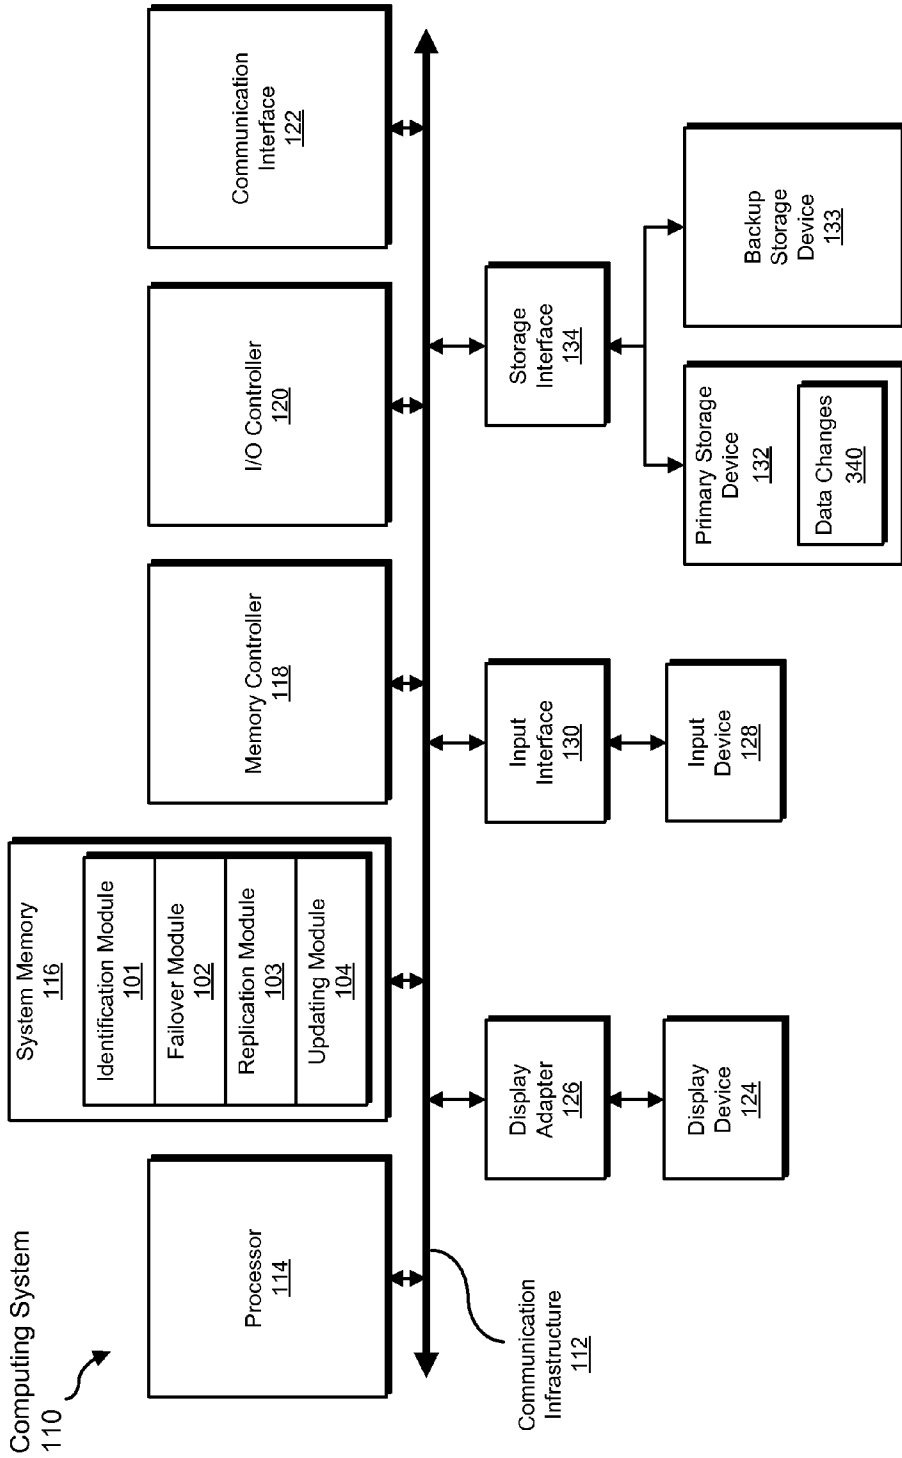 Computing System
110
Processor
114
System Memory
116
Identification Module
101
Failover Module
102
Replication Module
103
Updating Module
104
Memory Controller
118
I/O Controller
120
Communication
Interface
122
Communication
Infrastructure
112
Display
Adapter
126
Display
Device
124
Input
Interface
130
Input
Device
128
Storage
Interface
134
Primary Storage
Device
132
Data Changes
340
Backup
Storage
Device
133